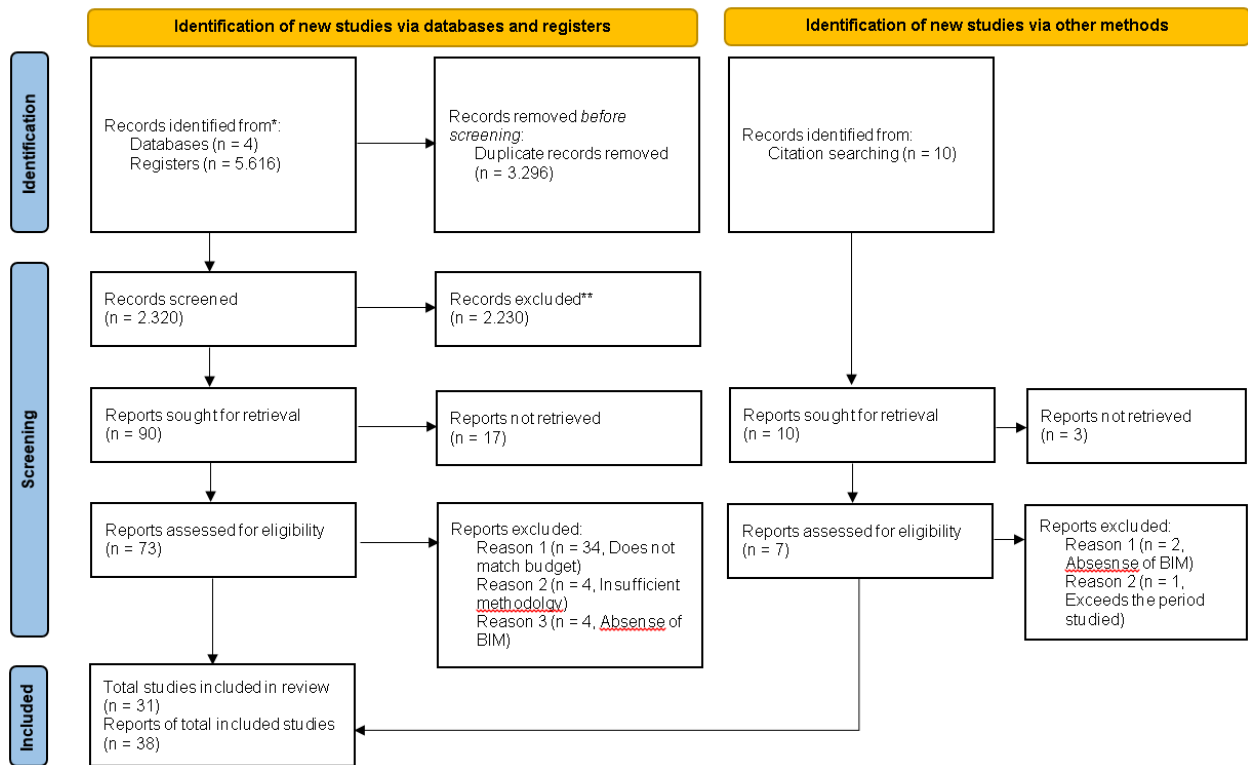 Identification of new studies via databases and registers
Identification of new studies via other methods
Identification
Records identified from*:
Databases (n = 4)
Registers (n = 5.616)
Records removed before
screening:
Duplicate records removed
(n = 3.296)
Records identified from:
Citation searching (n = 10)
Screening
Records screened
(n = 2.320)
Records excluded**
(n = 2.230)
Reports sought for retrieval
(n = 90)
Reports not retrieved
(n = 17)
Reports sought for retrieval
(n = 10)
Reports not retrieved
(n = 3)
Reports assessed for eligibility
(n = 73)
Reports excluded:
Reason 1 (n = 34, Does not
match budget)
Reason 2 (n = 4, Insufficient
methodolgy)
Reason 3 (n = 4, Absense of
BIM)
Reports assessed for eligibility
(n = 7)
Reports excluded:
Reason 1 (n = 2,
Absesnse of BIM)
Reason 2 (n = 1,
Exceeds the period
studied)
Included
Total studies included in review
(n = 31)
Reports of total included studies
(n = 38)